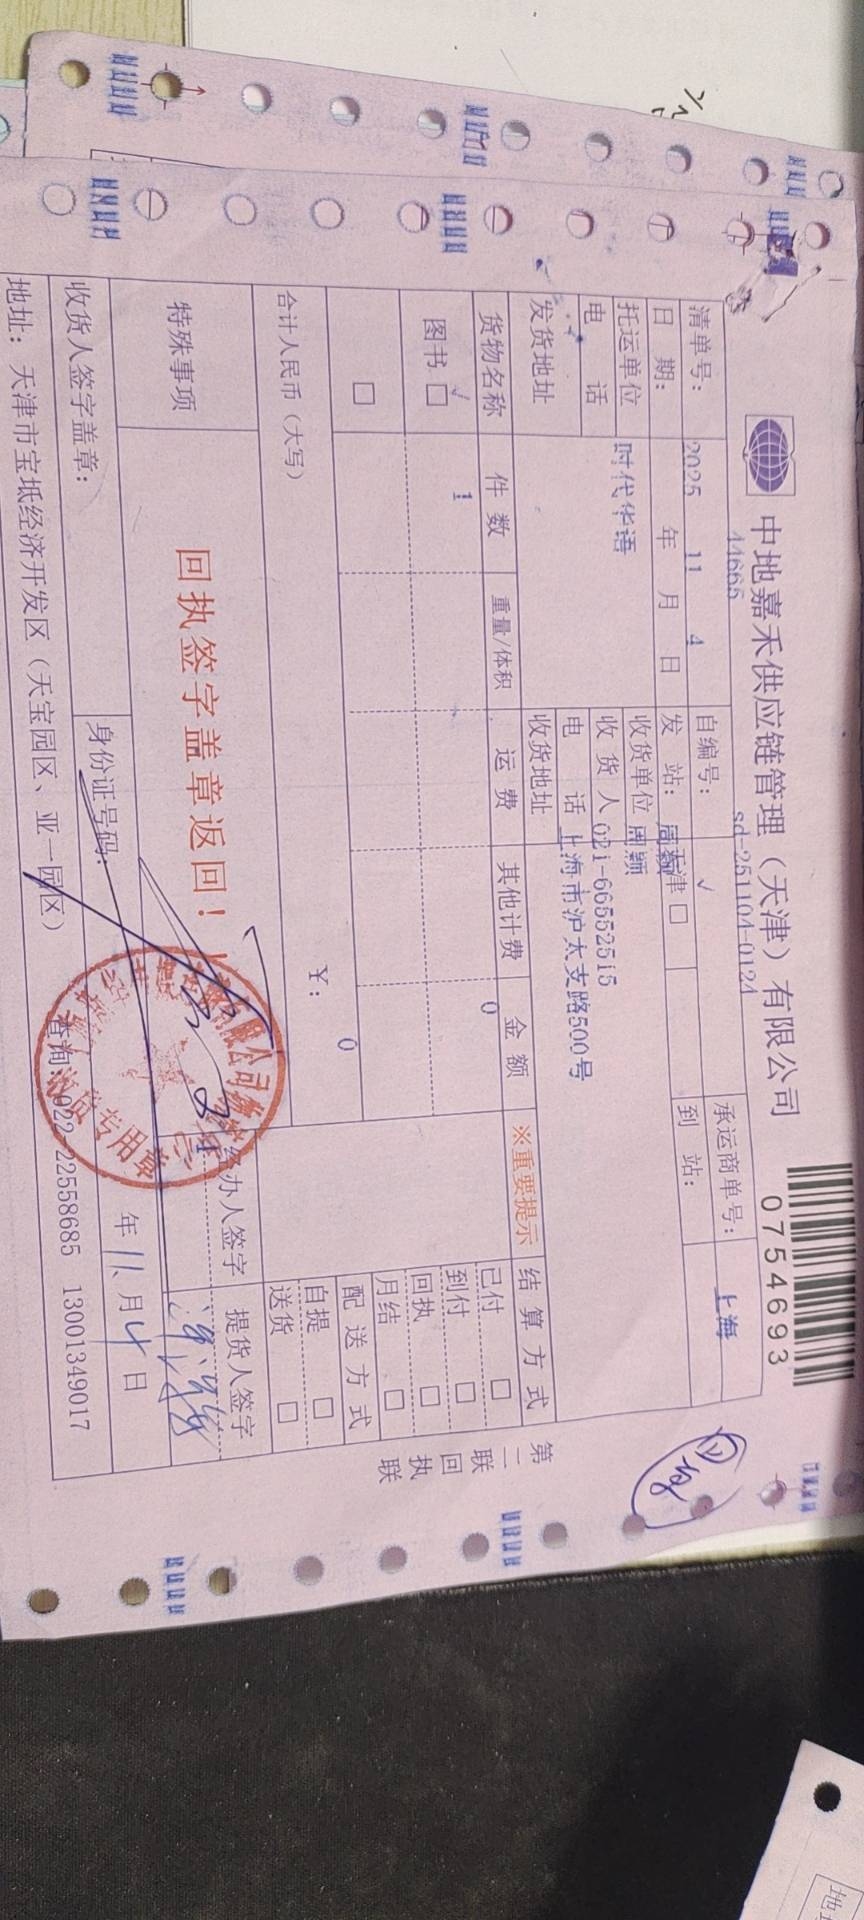 中地嘉禾供应链管理（天津）有限公司
0754693
44665
sd-251104-0124
清单号：
自编号：
承运商单号：
上海
日 期：
2025 年 11 月 4 日
发 站：
天津 □
√
到 站：
托运单位
时代华语
收货单位
周颖
电 话
收 货 人
021-66552515
发货地址
电 话
上海市沪太支路500号
收货地址
货物名称
件 数
重量/体积
运 费
其他计费
金 额
※重要提示
结 算 方 式
图书 □
√
1
0
已付 □
到付 □
□
回执 □
月结 □
合计人民币（大写）
￥：
0
配 送 方 式
自提 □
送货 □
特殊事项
回执签字盖章返回！
经办人签字
提货人签字
收货人签字盖章：
身份证号码：
年 11 月 4 日
地址：天津市宝坻经济开发区（天宝园区、亚一园区）
查询：022-22558685 13001349017
第二联 回执联
专用章